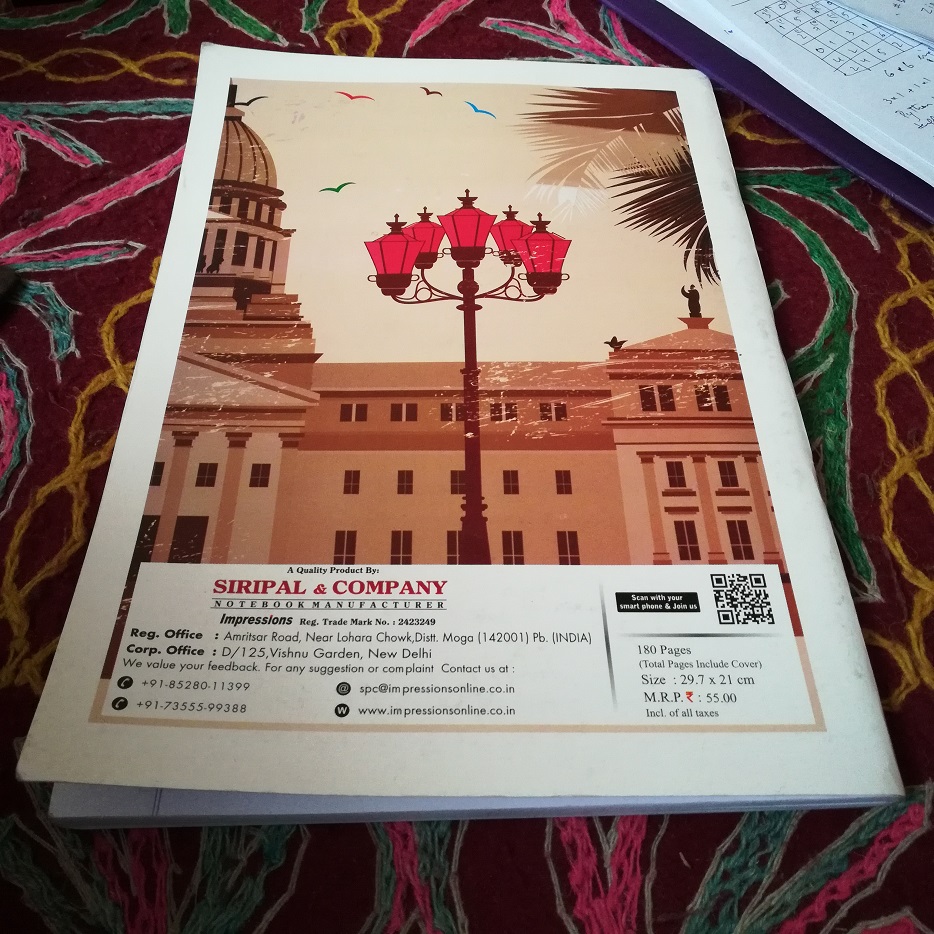 A Quality Product By:
SIRIPAL & COMPANY
NOTEBOOK MANUFACTURER
Impressions Reg. Trade Mark No. : 2423249
Reg. Office : Amritsar Road, Near Lohara Chowk,Distt. Moga (142001) Pb. (INDIA)
Corp. Office : D/125,Vishnu Garden, New Delhi
We value your feedback. For any suggestion or complaint Contact us at :
+91-85280-11399
@ spc@impressionsonline.co.in
+91-73555-99388
W www.impressionsonline.co.in
Scan with your
smart phone & Join us
180 Pages
(Total Pages Include Cover)
Size : 29.7 x 21 cm
M.R.P.₹ : 55.00
Incl. of all taxes